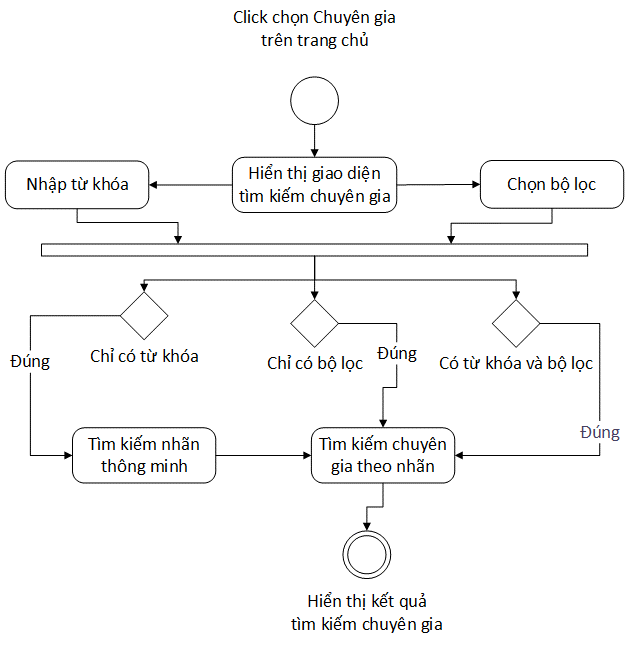 Click chọn Chuyên gia
trên trang chủ
Nhập từ khóa
Hiển thị giao diện
tìm kiếm chuyên gia
Chọn bộ lọc
Chỉ có từ khóa
Chỉ có bộ lọc
Có từ khóa và bộ lọc
Đúng
Đúng
Đúng
Tìm kiếm nhãn
thông minh
Tìm kiếm chuyên
gia theo nhãn
Hiển thị kết quả
tìm kiếm chuyên gia